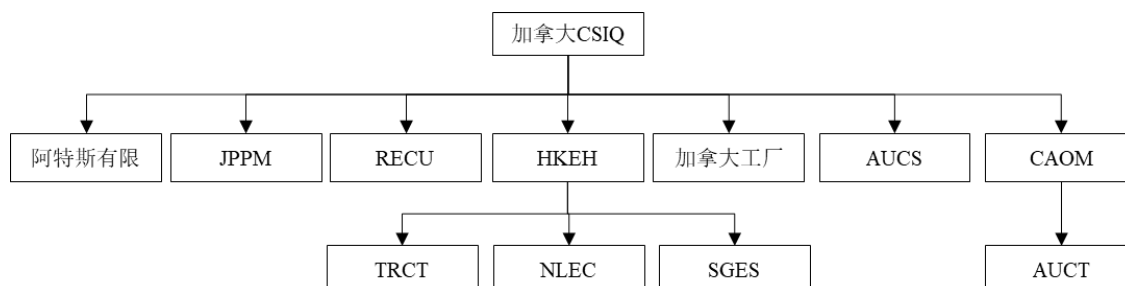 加拿大CSIQ
阿特斯有限
JPPM
RECU
HKEH
加拿大工厂
AUCS
CAOM
TRCT
NLEC
SGES
AUCT